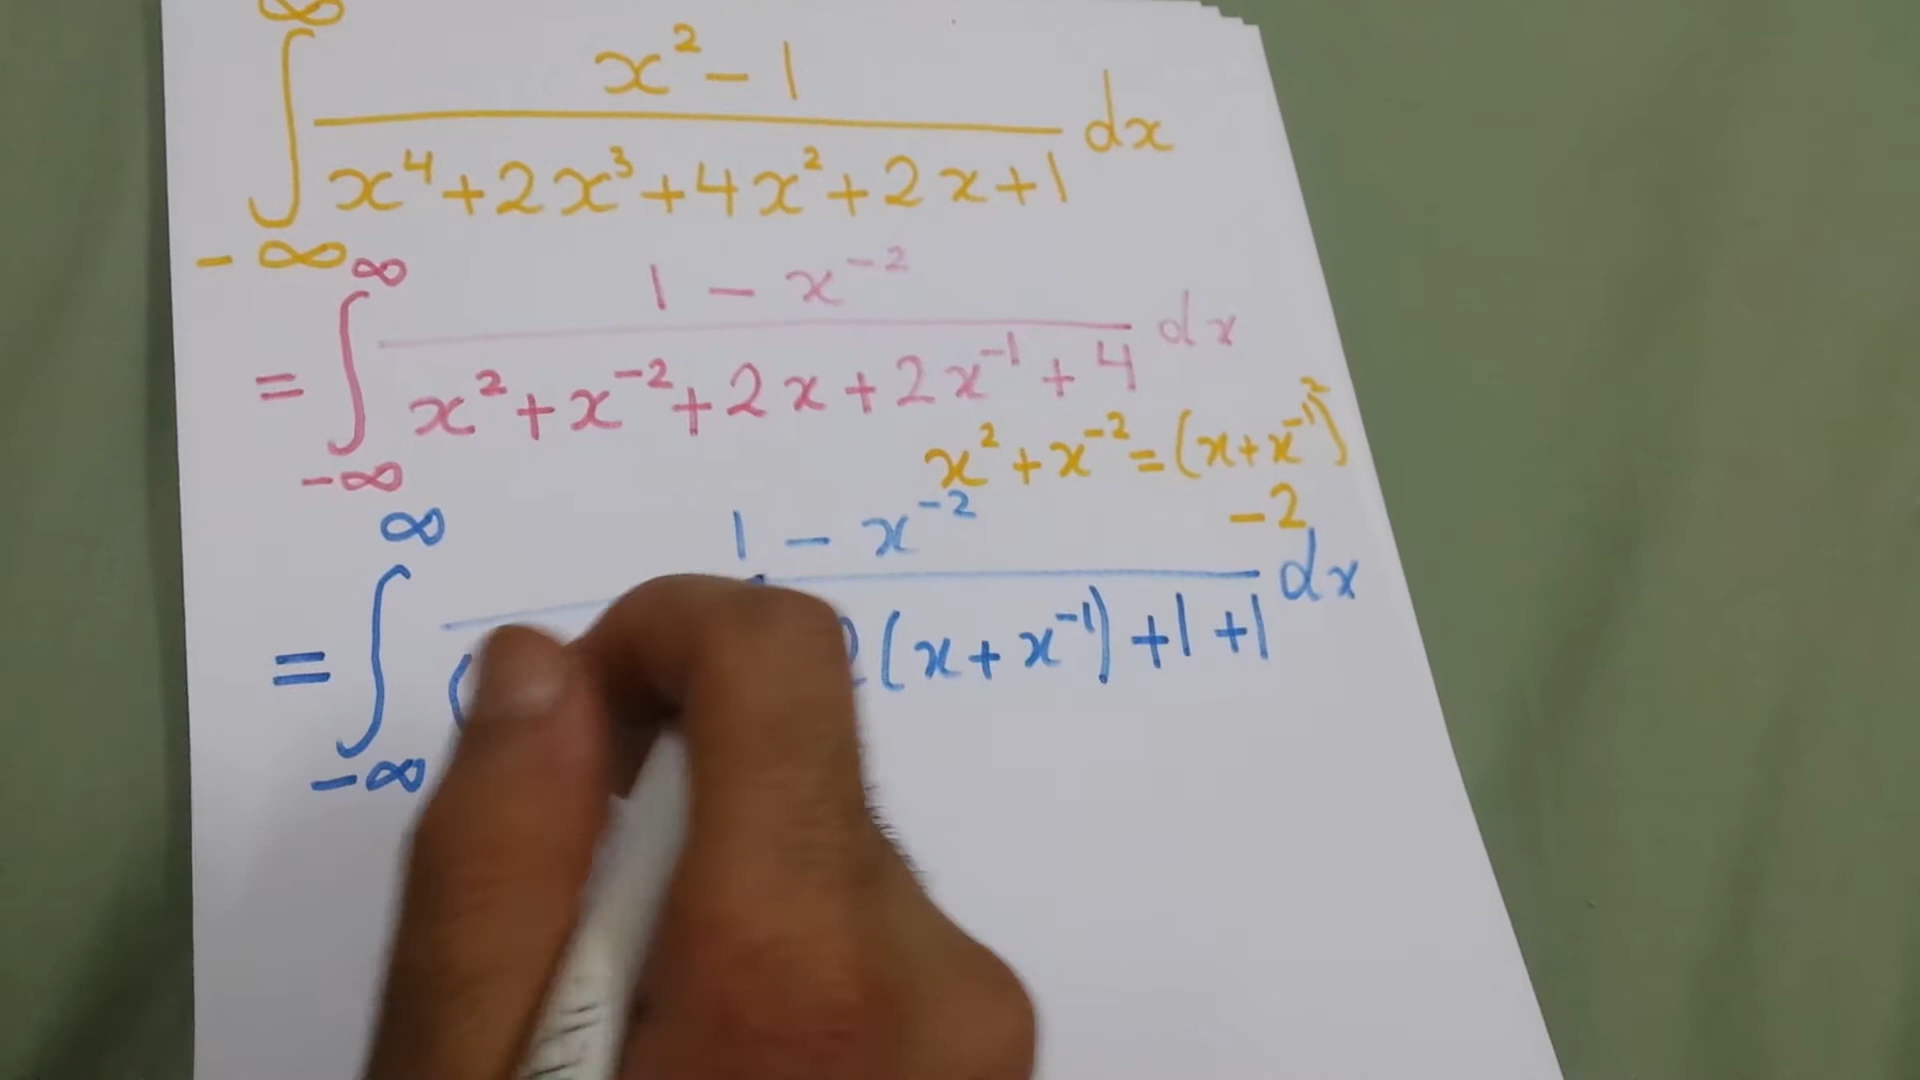 ∞
∫ x² - 1 / x⁴ + 2x³ + 4x² + 2x + 1 dx
- ∞
∞
= ∫ 1 - x⁻² / x² + x⁻² + 2x + 2x⁻¹ + 4 dx
-∞
x² + x⁻² = (x + x⁻¹)²
- 2
∞
= ∫ 1 - x⁻² / ( (x + x⁻¹) + 1 + 1 dx
-∞